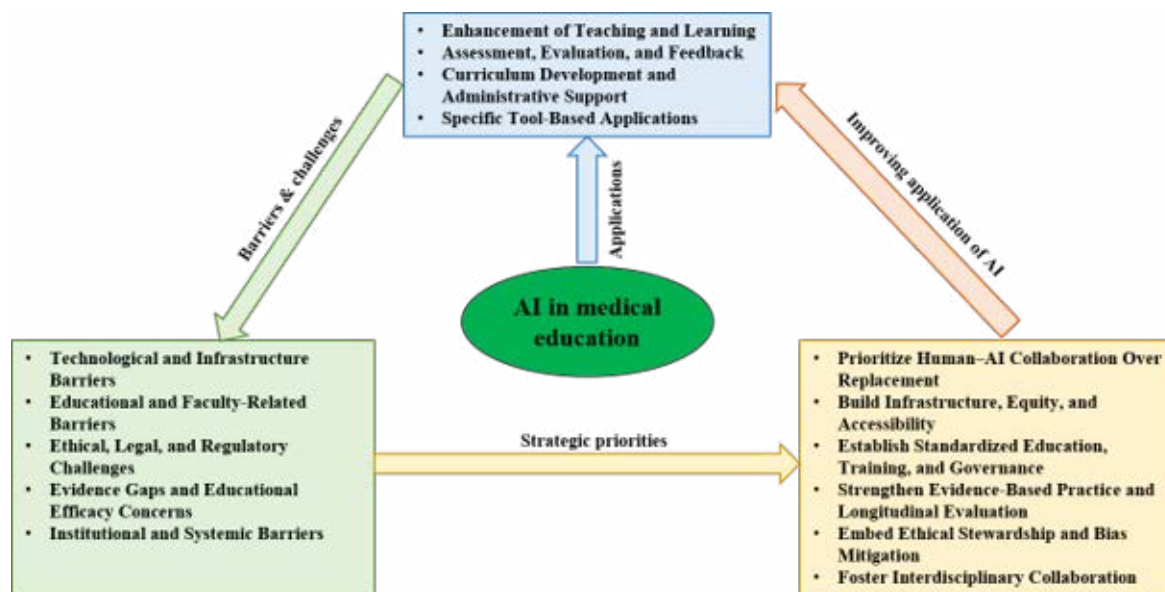 • Enhancement of Teaching and Learning
• Assessment, Evaluation, and Feedback
• Curriculum Development and
Administrative Support
• Specific Tool-Based Applications
Barriers & challenges
Applications
Improving application of AI
AI in medical
education
• Technological and Infrastructure
Barriers
• Educational and Faculty-Related
Barriers
• Ethical, Legal, and Regulatory
Challenges
• Evidence Gaps and Educational
Efficacy Concerns
• Institutional and Systemic Barriers
Strategic priorities
• Prioritize Human–AI Collaboration Over
Replacement
• Build Infrastructure, Equity, and
Accessibility
• Establish Standardized Education,
Training, and Governance
• Strengthen Evidence-Based Practice and
Longitudinal Evaluation
• Embed Ethical Stewardship and Bias
Mitigation
• Foster Interdisciplinary Collaboration